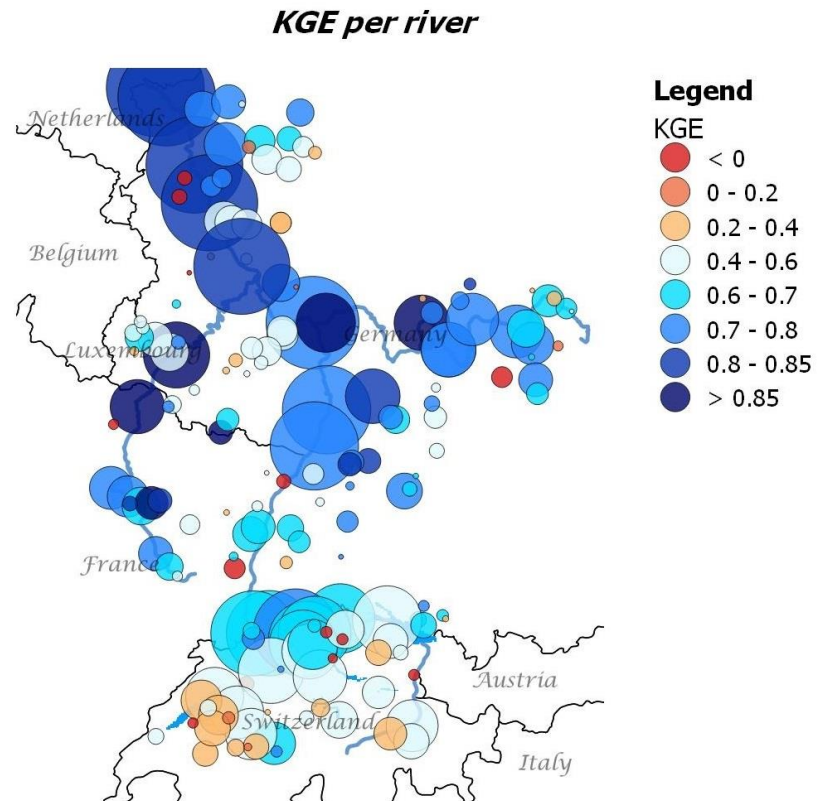 KGE per river
Legend
KGE
< 0
0 - 0.2
0.2 - 0.4
0.4 - 0.6
0.6 - 0.7
0.7 - 0.8
0.8 - 0.85
> 0.85
Netherlands
Belgium
Luxembourg
Germany
France
Austria
Switzerland
Italy